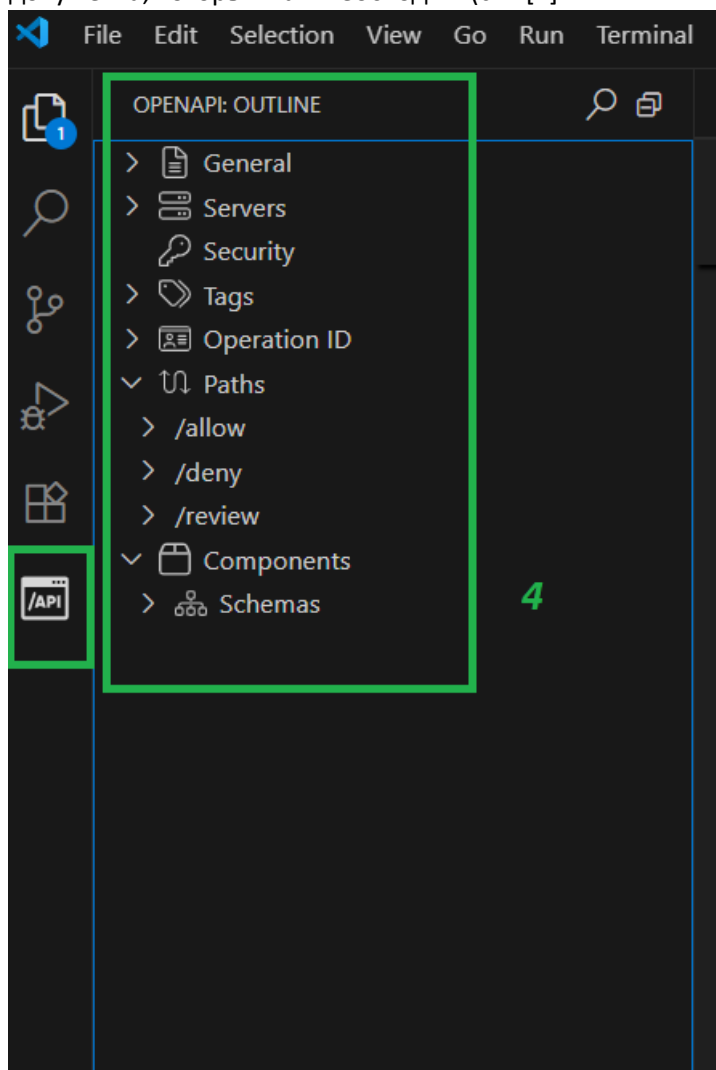 File Edit Selection View Go Run Terminal
OPENAPI: OUTLINE
1
General
Servers
Security
Tags
Operation ID
Paths
/allow
/deny
/review
Components
/API
Schemas
4